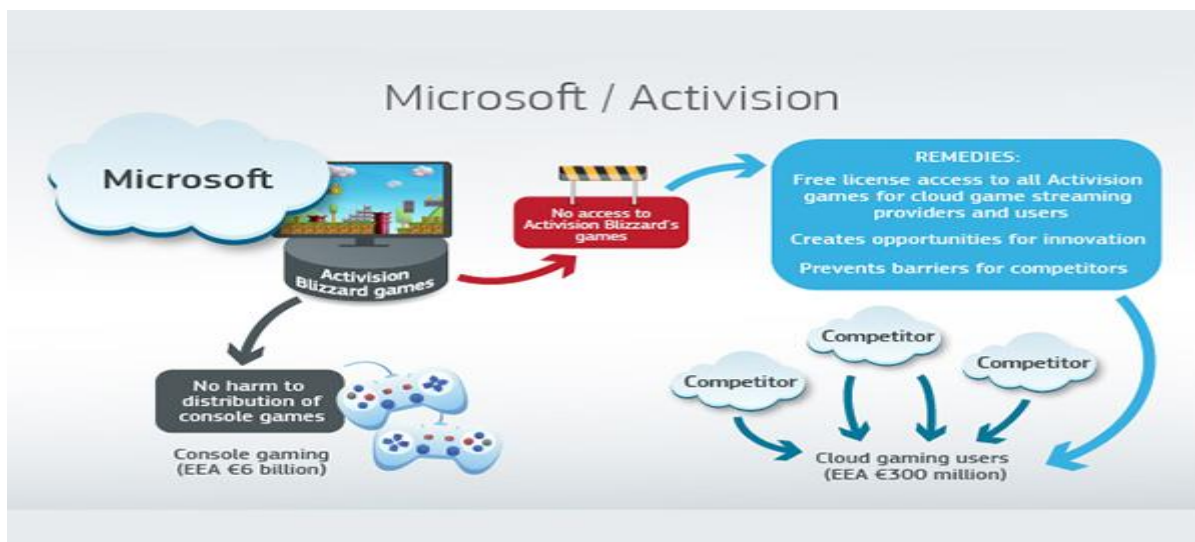 Microsoft / Activision
Microsoft
Activision
Blizzard games
No access to
Activision Blizzard's
games
REMEDIES:
Free license access to all Activision
games for cloud game streaming
providers and users
Creates opportunities for innovation
Prevents barriers for competitors
No harm to
distribution of
console games
Console gaming
(EEA €6 billion)
Competitor
Competitor
Competitor
Cloud gaming users
(EEA €300 million)